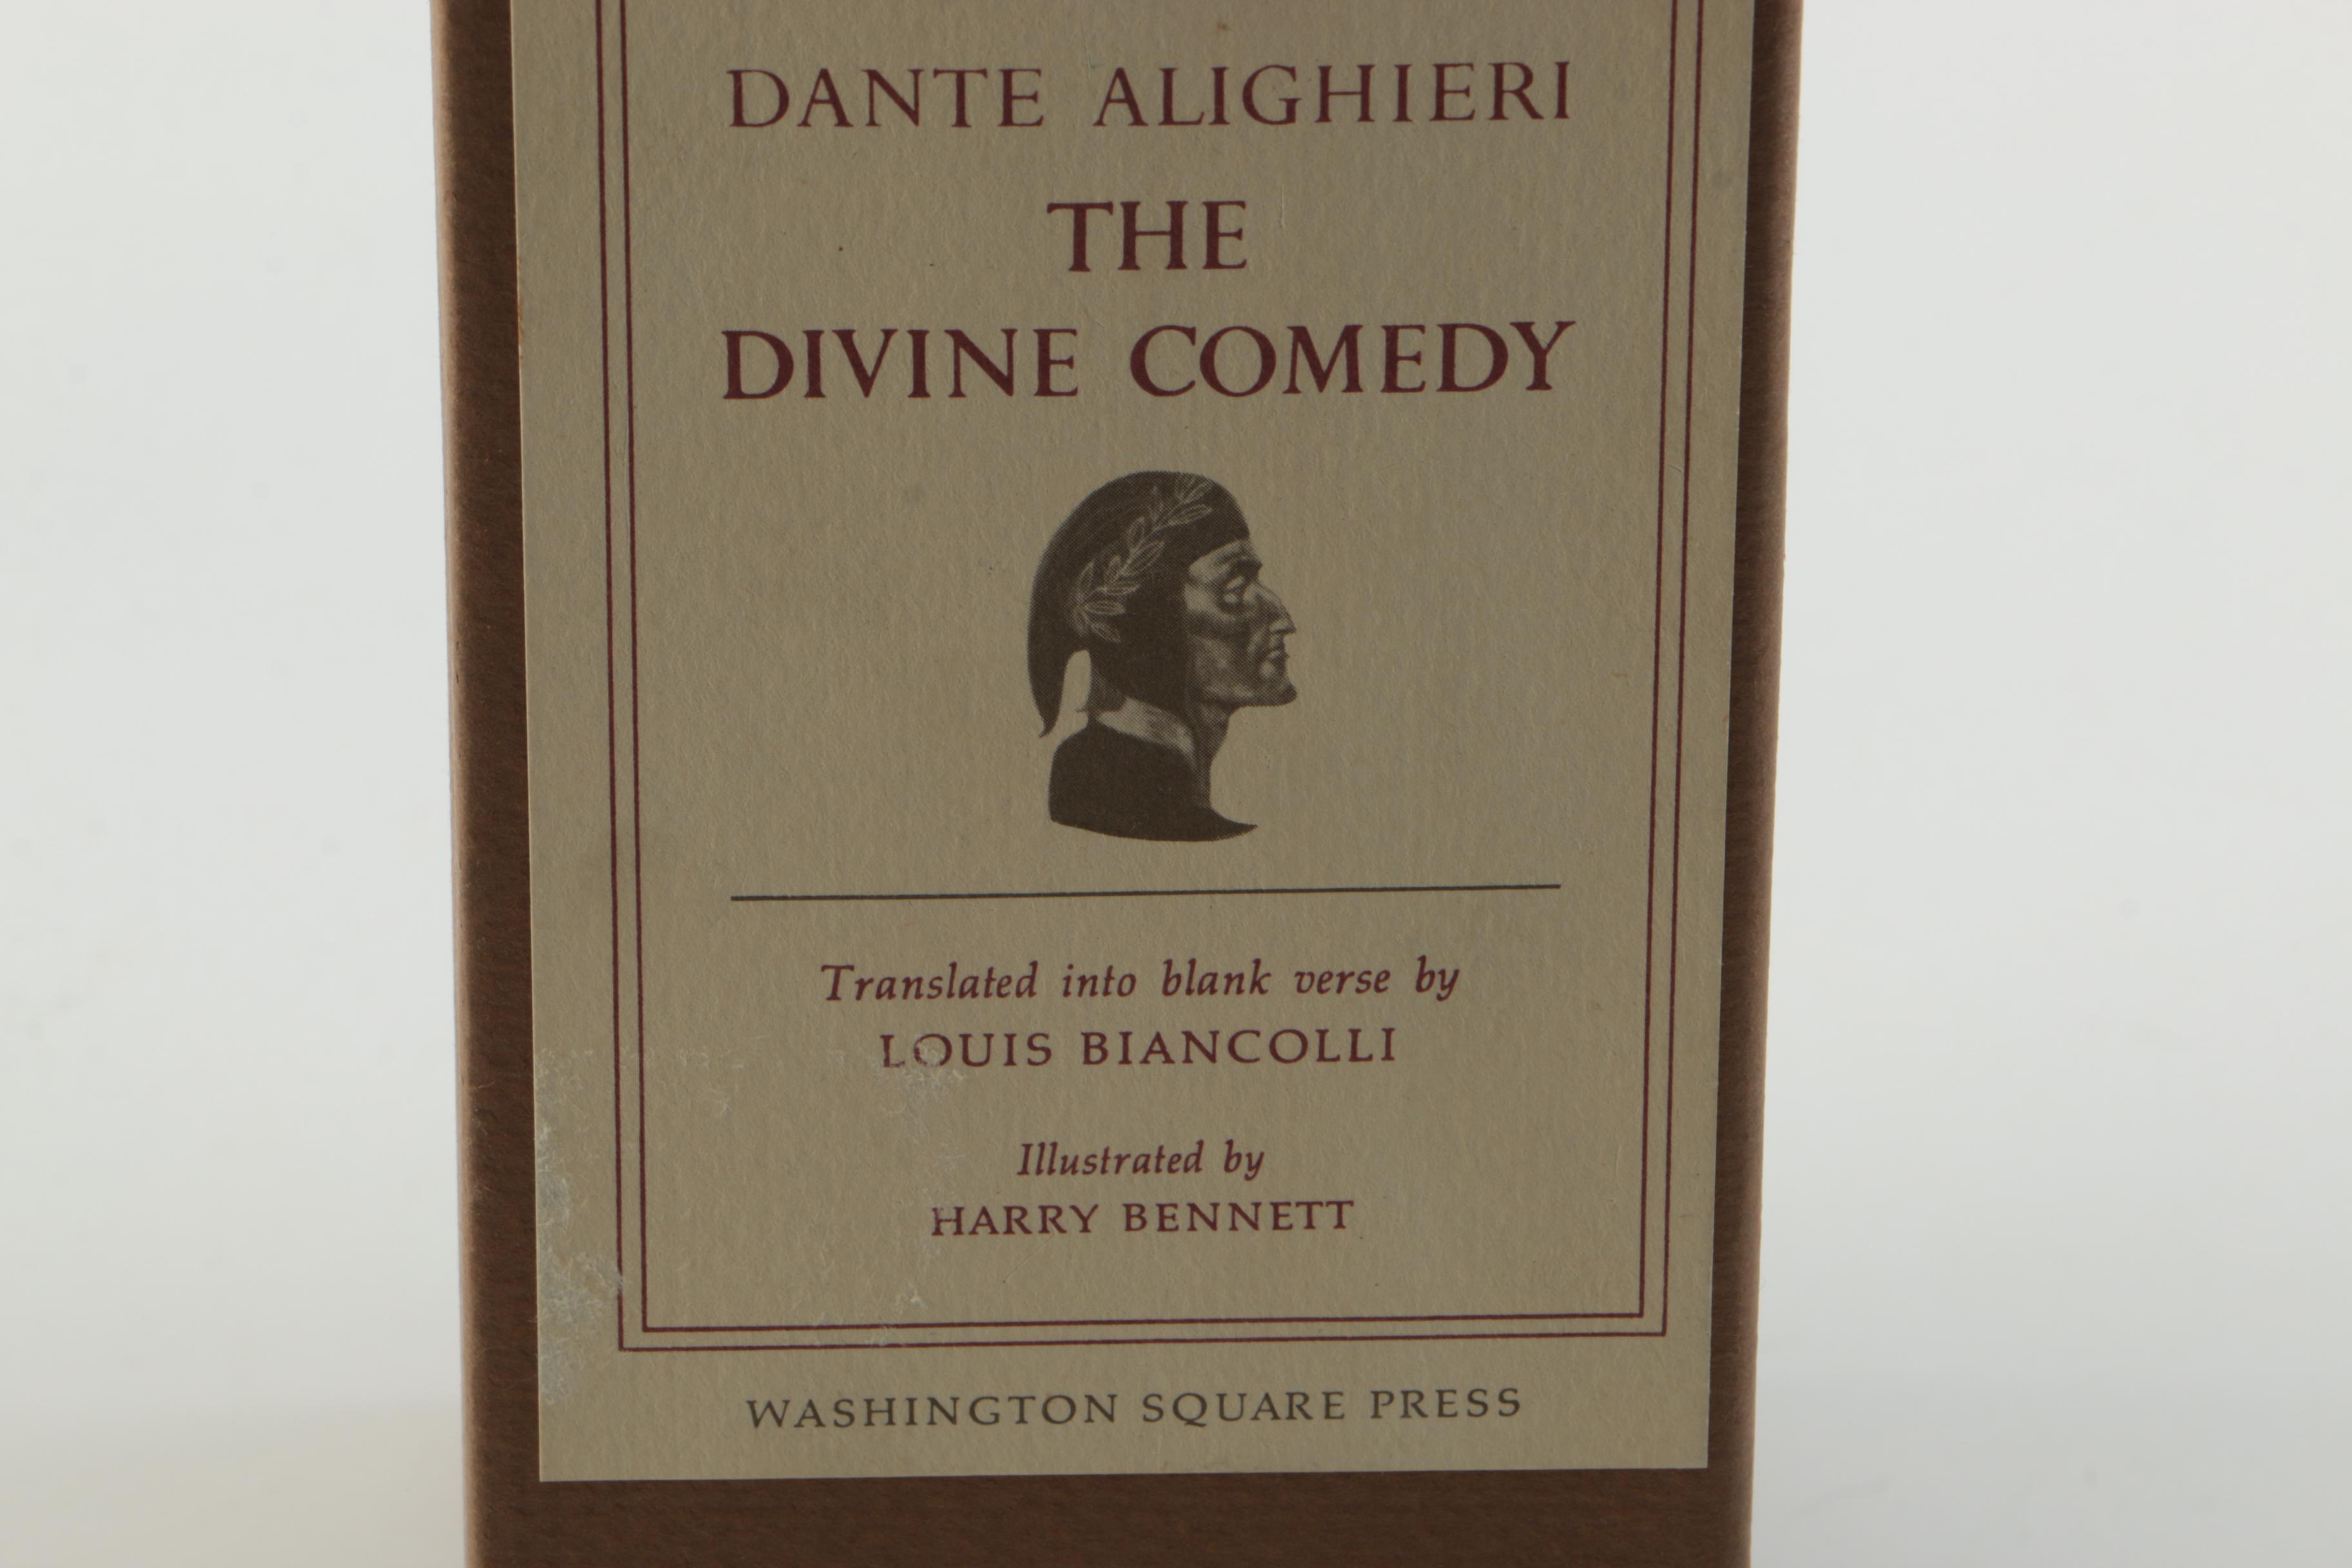 DANTE ALIGHIERI
THE
DIVINE COMEDY
Translated into blank verse by
LOUIS BIANCOLLI
Illustrated by
HARRY BENNETT
WASHINGTON SQUARE PRESS